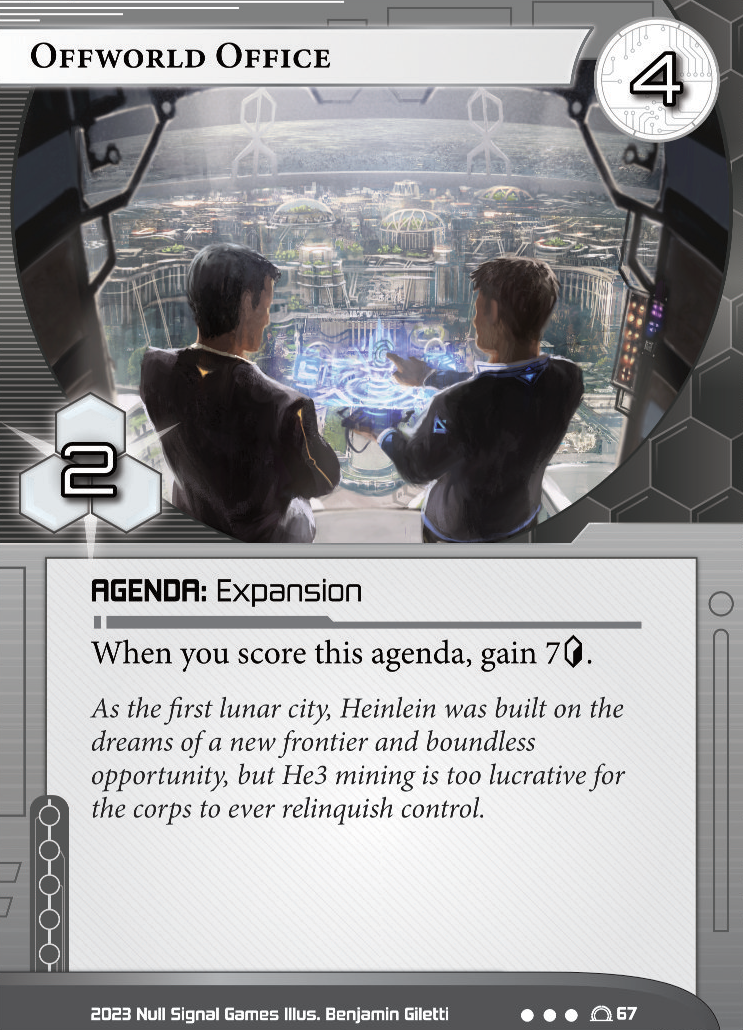 Offworld Office
4
2
AGENDA: Expansion
When you score this agenda, gain 7.
As the first lunar city, Heinlein was built on the
dreams of a new frontier and boundless
opportunity, but He3 mining is too lucrative for
the corps to ever relinquish control.
2023 Null Signal Games Illus. Benjamin Giletti
67